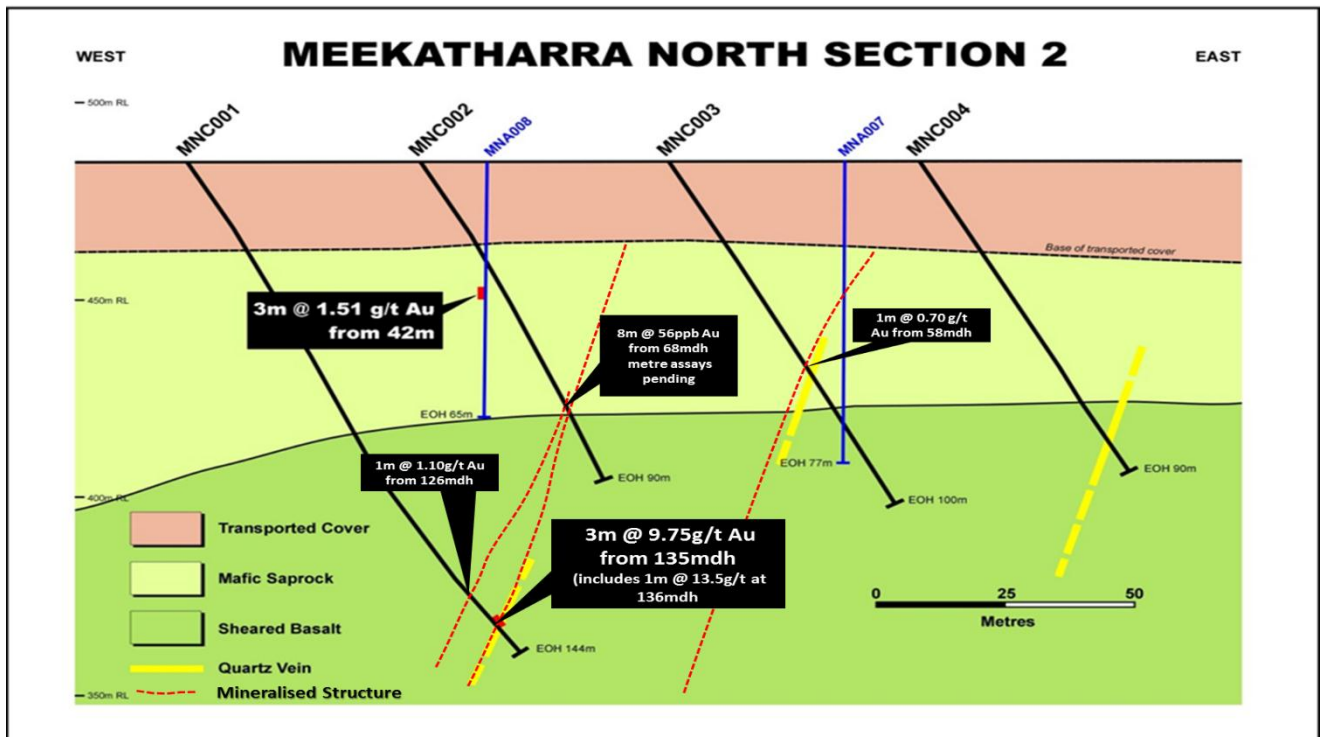 MEEKATHARRA NORTH SECTION 2
WEST
EAST
500m RL
MNC001
MNC002
MNA008
MNC003
MNA007
MNC004
Base of transported cover
450m RL
3m @ 1.51 g/t Au
from 42m
8m @ 56ppb Au
from 68mdh
metre assays
pending
1m @ 0.70 g/t
Au from 58mdh
EOH 65m
1m @ 1.10g/t Au
from 126mdh
EOH 90m
EOH 77m
EOH 100m
EOH 90m
400m RL
3m @ 9.75g/t Au
from 135mdh
(includes 1m @ 13.5g/t at
136mdh
EOH 144m
Transported Cover
Mafic Saprock
Sheared Basalt
Quartz Vein
Mineralised Structure
0 25 50
Metres
350m RL